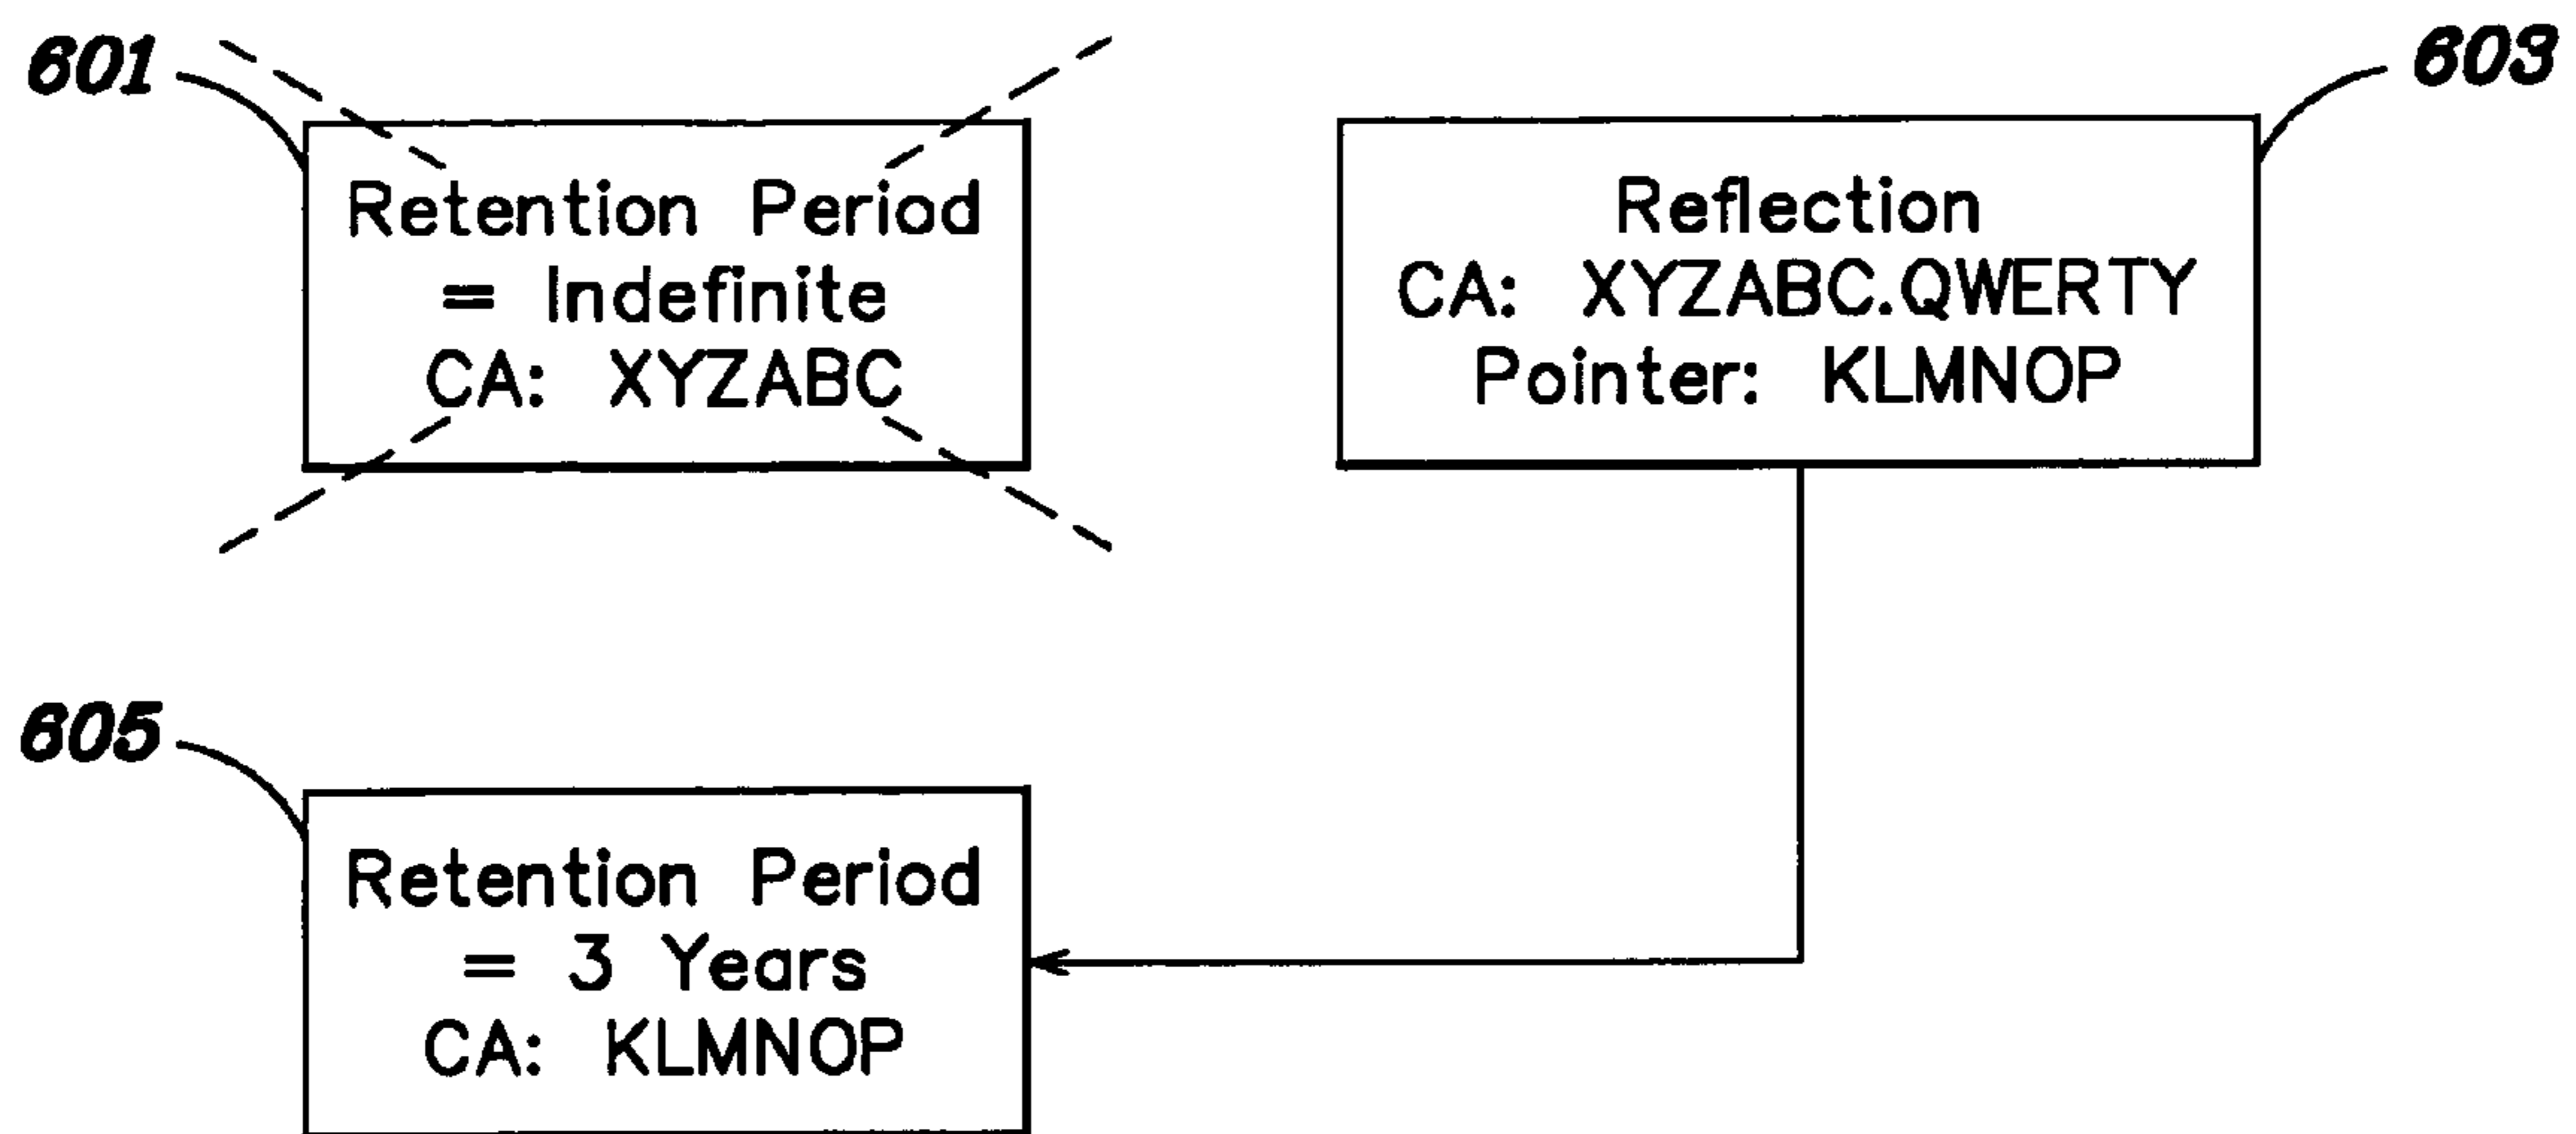 601
Retention Period
= Indefinite
CA: XYZABC
603
Reflection
CA: XYZABC.QWERTY
Pointer: KLMNOP
605
Retention Period
= 3 Years
CA: KLMNOP